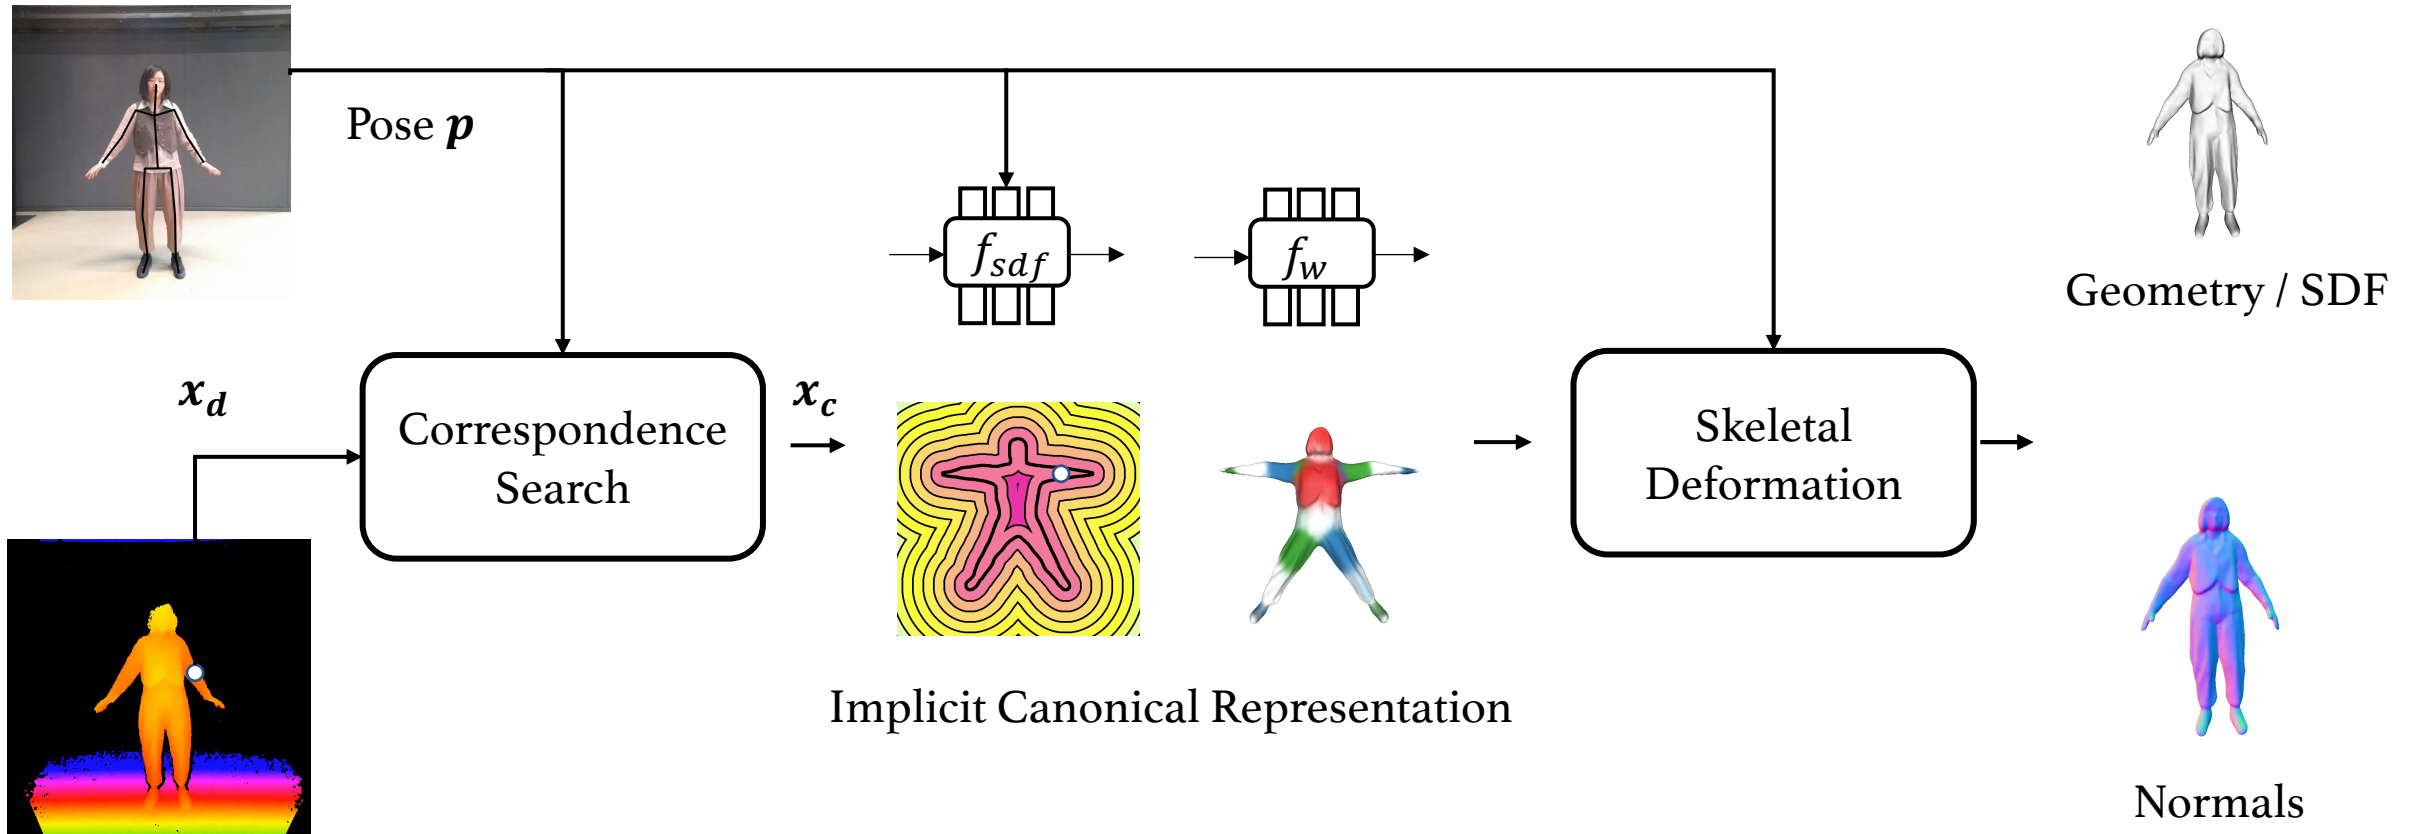 Pose p
f_sdf
f_w
Geometry / SDF
x_d
Correspondence
Search
x_c
Skeletal
Deformation
Implicit Canonical Representation
Normals